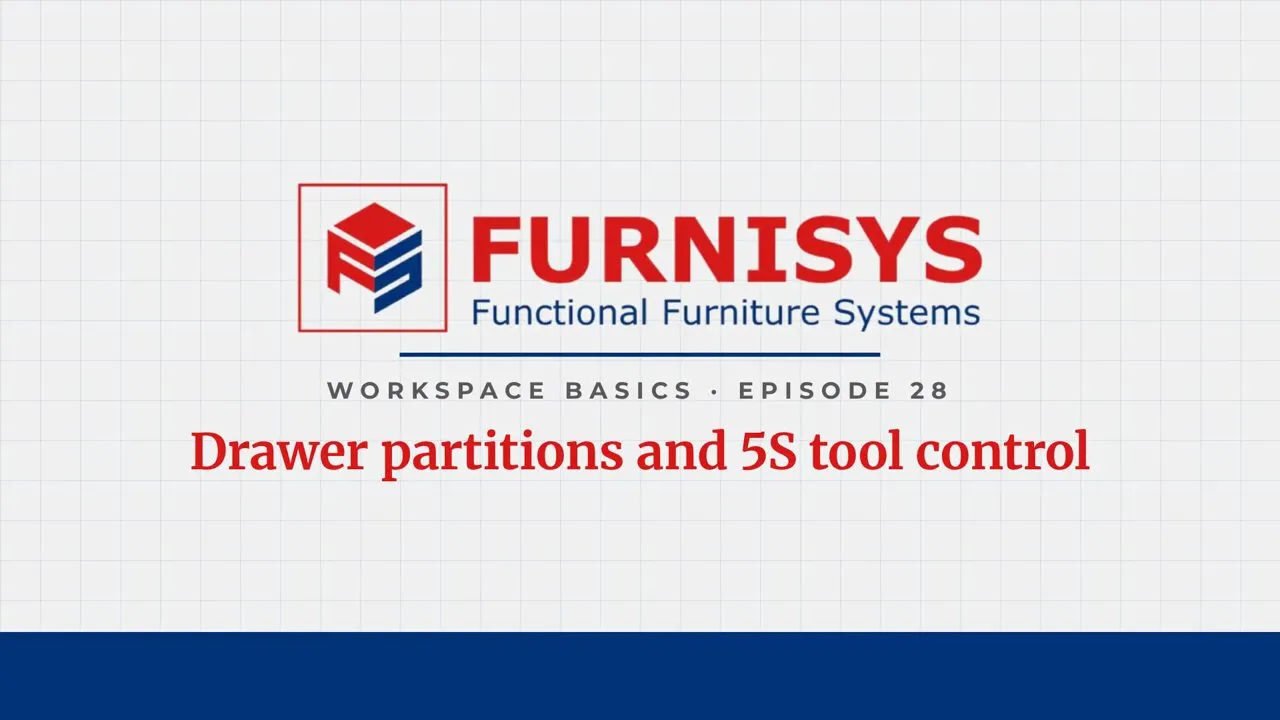 FURNISYS
Functional Furniture Systems
WORKSPACE BASICS · EPISODE 28
Drawer partitions and 5S tool control